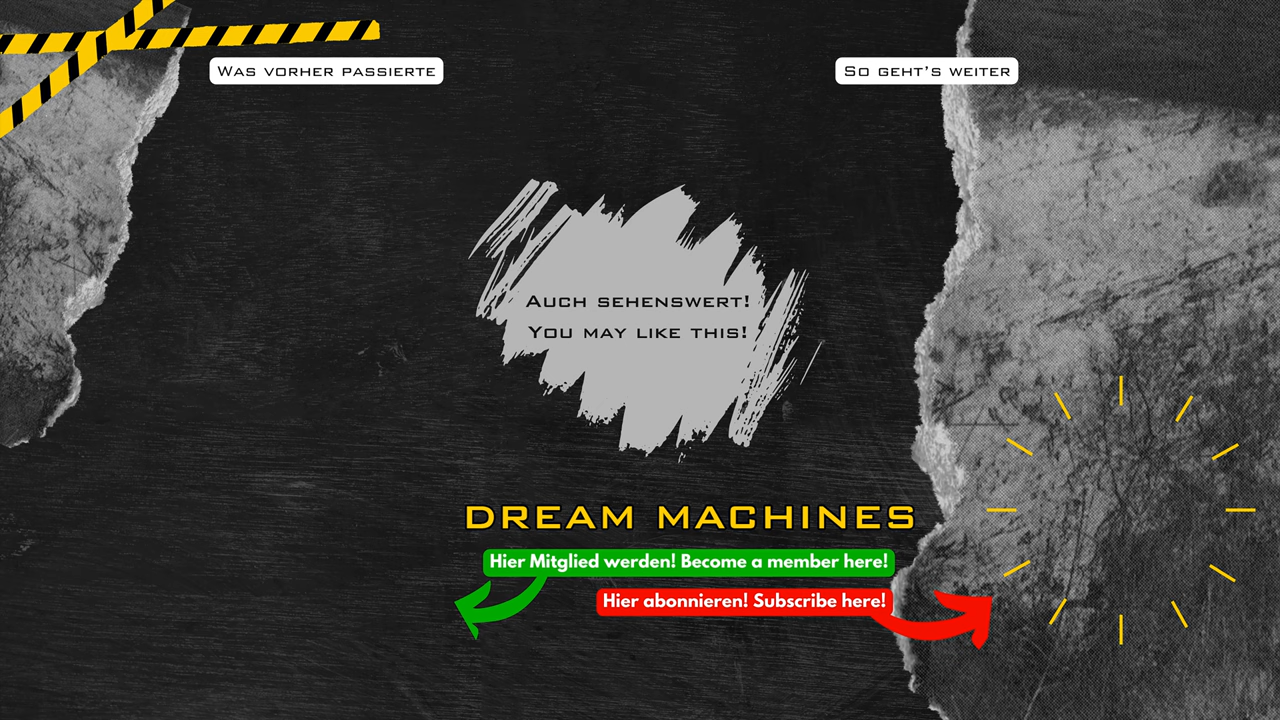 Was vorher passierte
So geht's weiter
Auch sehenswert!
You may like this!
DREAM MACHINES
Hier Mitglied werden! Become a member here!
Hier abonnieren! Subscribe here!